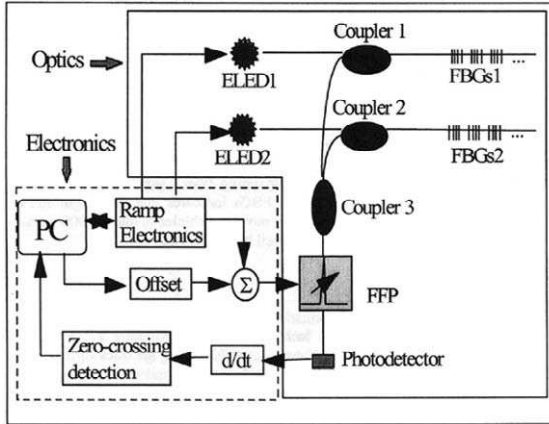 Coupler 1
Optics
ELED1
FBGs1
...
Coupler 2
Electronics
ELED2
FBGs2
...
PC
Ramp
Electronics
Coupler 3
Offset
Σ
FFP
Zero-crossing
detection
d/dt
Photodetector